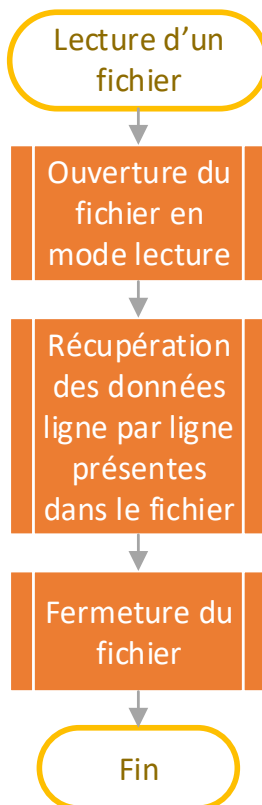 Lecture d’un
fichier
Ouverture du
fichier en
mode lecture
Récupération
des données
ligne par ligne
présentes
dans le fichier
Fermeture du
fichier
Fin